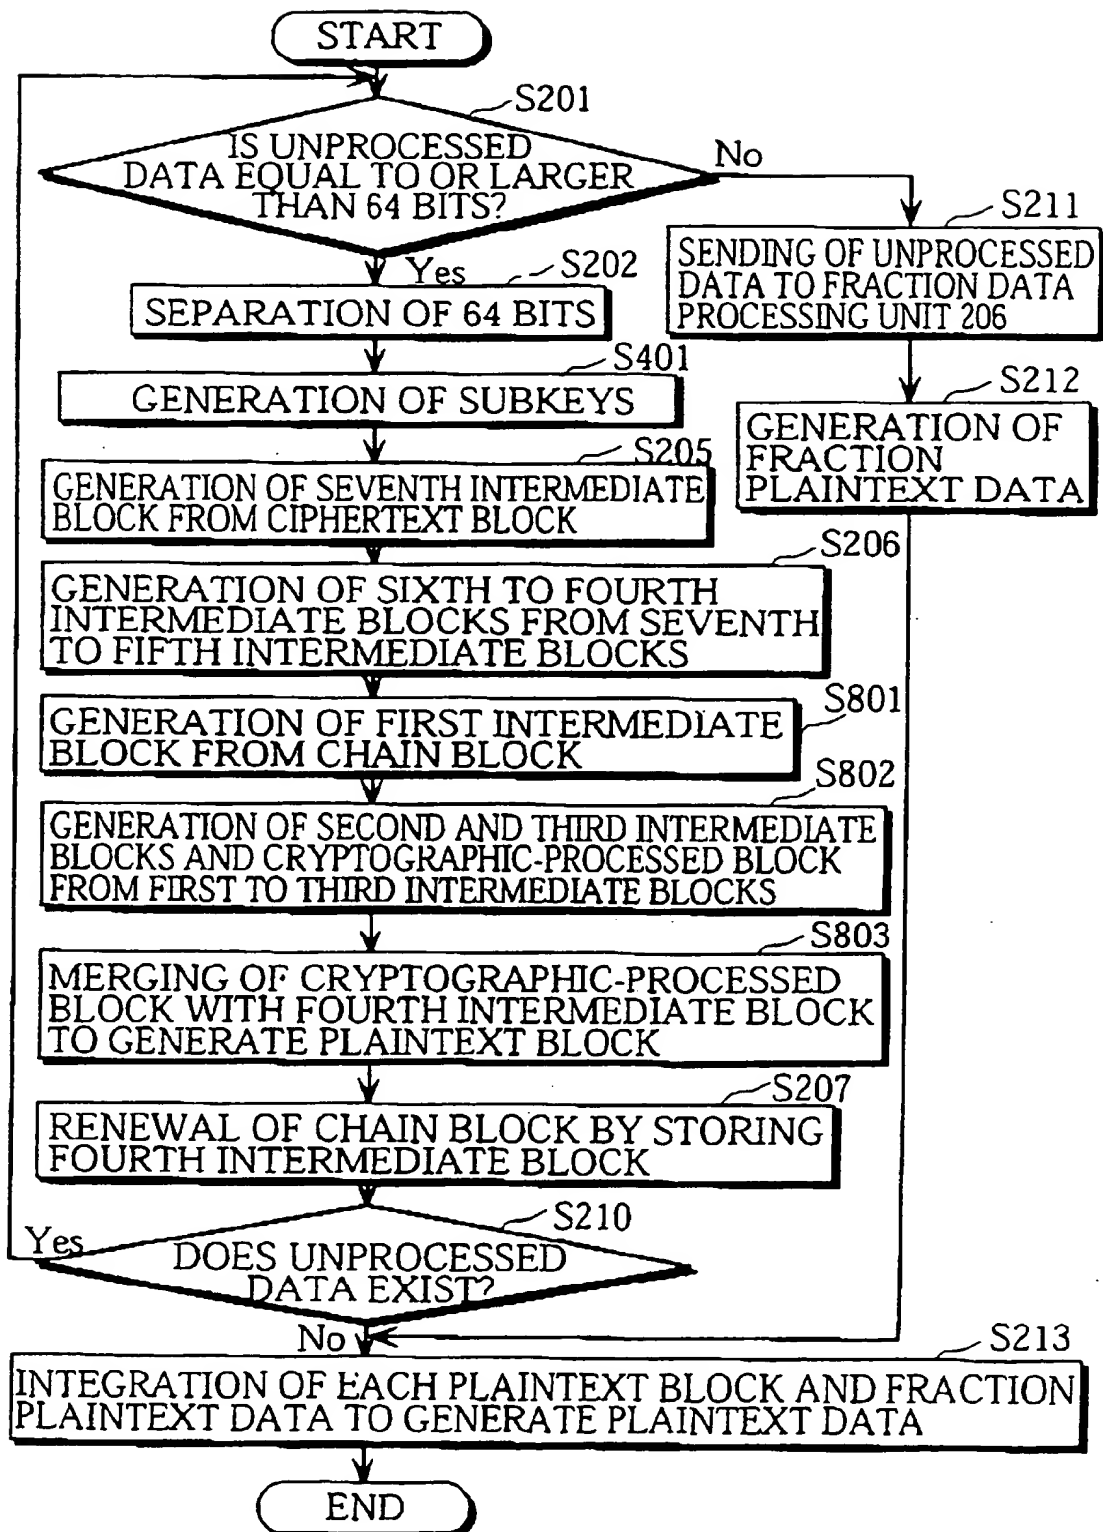 START
S201
IS UNPROCESSED
DATA EQUAL TO OR LARGER
THAN 64 BITS?
No
Yes
S211
SENDING OF UNPROCESSED
DATA TO FRACTION DATA
PROCESSING UNIT 206
S202
SEPARATION OF 64 BITS
S401
GENERATION OF SUBKEYS
S212
GENERATION OF
FRACTION
PLAINTEXT DATA
S205
GENERATION OF SEVENTH INTERMEDIATE
BLOCK FROM CIPHERTEXT BLOCK
S206
GENERATION OF SIXTH TO FOURTH
INTERMEDIATE BLOCKS FROM SEVENTH
TO FIFTH INTERMEDIATE BLOCKS
S801
GENERATION OF FIRST INTERMEDIATE
BLOCK FROM CHAIN BLOCK
S802
GENERATION OF SECOND AND THIRD INTERMEDIATE
BLOCKS AND CRYPTOGRAPHIC-PROCESSED BLOCK
FROM FIRST TO THIRD INTERMEDIATE BLOCKS
S803
MERGING OF CRYPTOGRAPHIC-PROCESSED
BLOCK WITH FOURTH INTERMEDIATE BLOCK
TO GENERATE PLAINTEXT BLOCK
S207
RENEWAL OF CHAIN BLOCK BY STORING
FOURTH INTERMEDIATE BLOCK
S210
Yes
DOES UNPROCESSED
DATA EXIST?
No
S213
INTEGRATION OF EACH PLAINTEXT BLOCK AND FRACTION
PLAINTEXT DATA TO GENERATE PLAINTEXT DATA
END